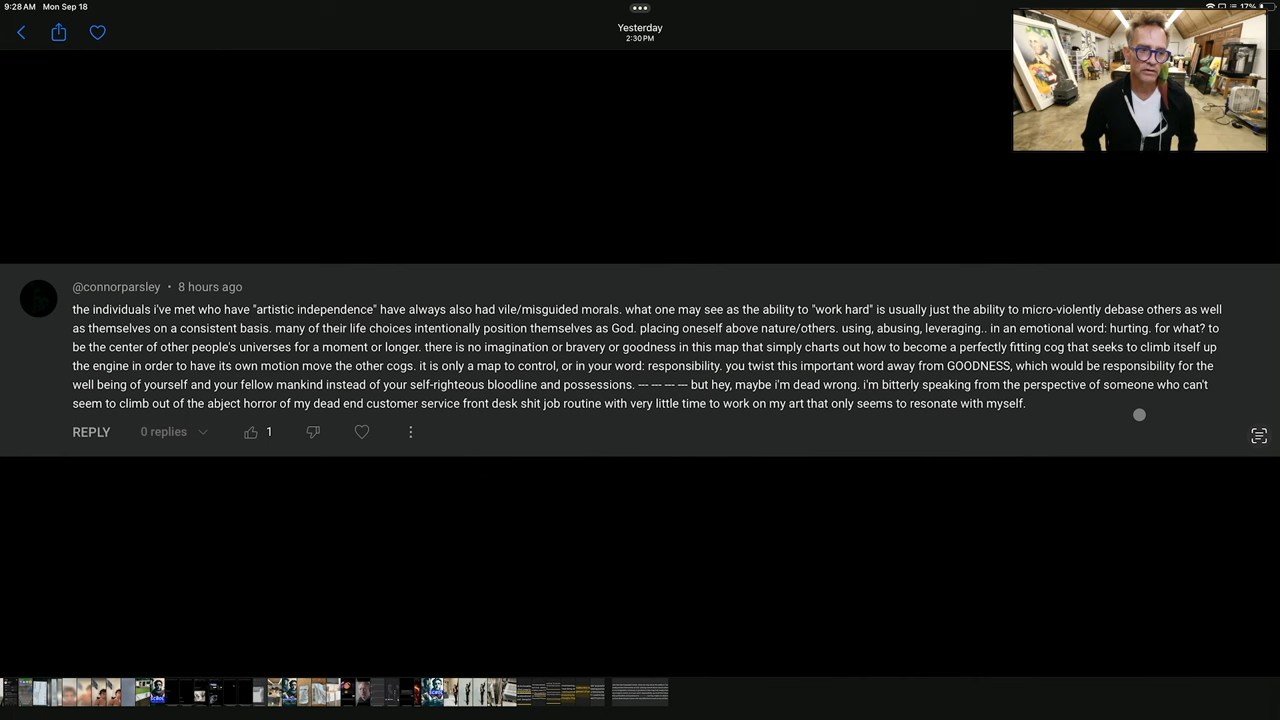 9:28 AM Mon Sep 18
17%
Yesterday
2:30 PM
@connorparsley • 8 hours ago
the individuals i've met who have "artistic independence" have always also had vile/misguided morals. what one may see as the ability to "work hard" is usually just the ability to micro-violently debase others as well
as themselves on a consistent basis. many of their life choices intentionally position themselves as God. placing oneself above nature/others. using, abusing, leveraging.. in an emotional word: hurting. for what? to
be the center of other people's universes for a moment or longer. there is no imagination or bravery or goodness in this map that simply charts out how to become a perfectly fitting cog that seeks to climb itself up
the engine in order to have its own motion move the other cogs. it is only a map to control, or in your word: responsibility. you twist this important word away from GOODNESS, which would be responsibility for the
well being of yourself and your fellow mankind instead of your self-righteous bloodline and possessions. --- --- --- --- but hey, maybe i'm dead wrong. i'm bitterly speaking from the perspective of someone who can't
seem to climb out of the abject horror of my dead end customer service front desk shit job routine with very little time to work on my art that only seems to resonate with myself.
REPLY 0 replies 1